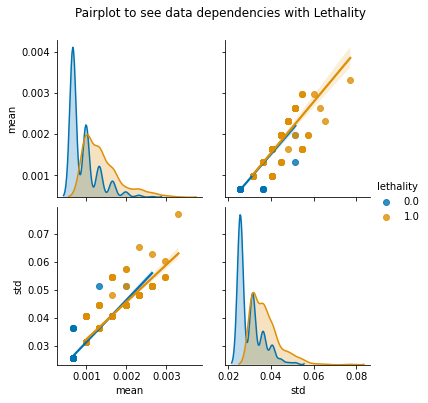 Pairplot to see data dependencies with Lethality
0.004
0.003
0.002
0.001
mean
lethality
0.0
1.0
0.07
0.06
0.05
0.04
0.03
std
0.001 0.002 0.003
0.02 0.04 0.06 0.08
mean std